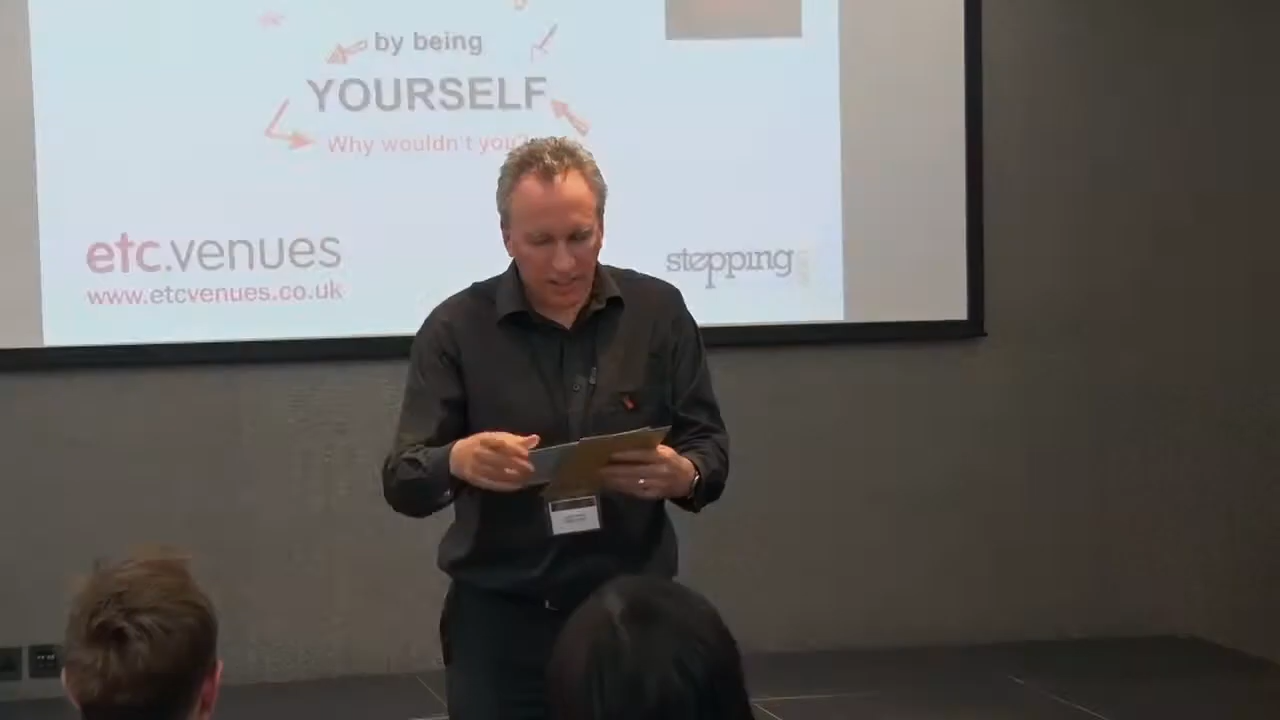 by being
YOURSELF
Why wouldn't you?
etc.venues
www.etcvenues.co.uk
stepping